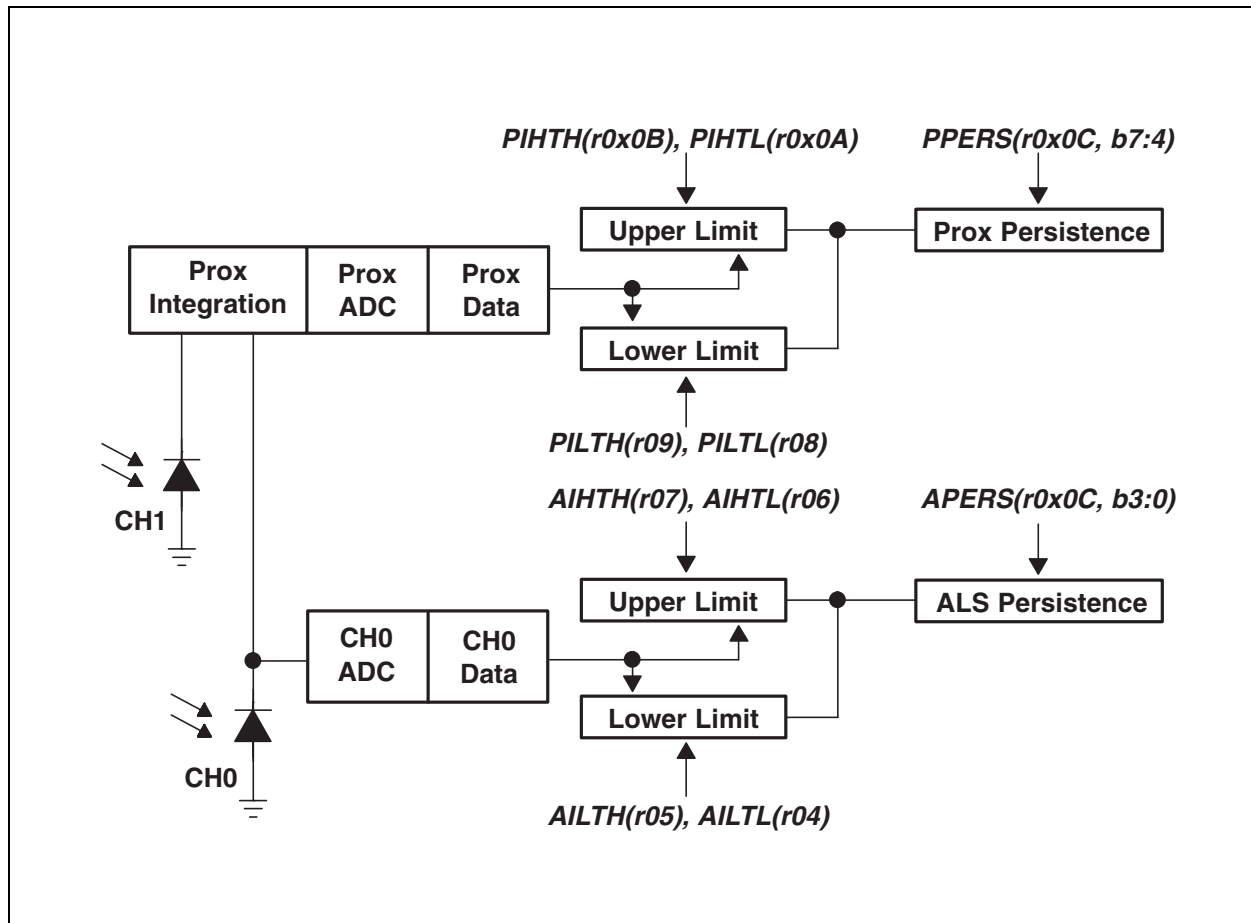 PIHTH(r0x0B), PIHTL(r0x0A)
PPERS(r0x0C, b7:4)
Upper Limit
Prox Persistence
Prox
Integration
Prox
ADC
Prox
Data
Lower Limit
PILTH(r09), PILTL(r08)
CH1
AIHTH(r07), AIHTL(r06)
APERS(r0x0C, b3:0)
Upper Limit
ALS Persistence
CH0
ADC
CH0
Data
Lower Limit
CH0
AILTH(r05), AILTL(r04)